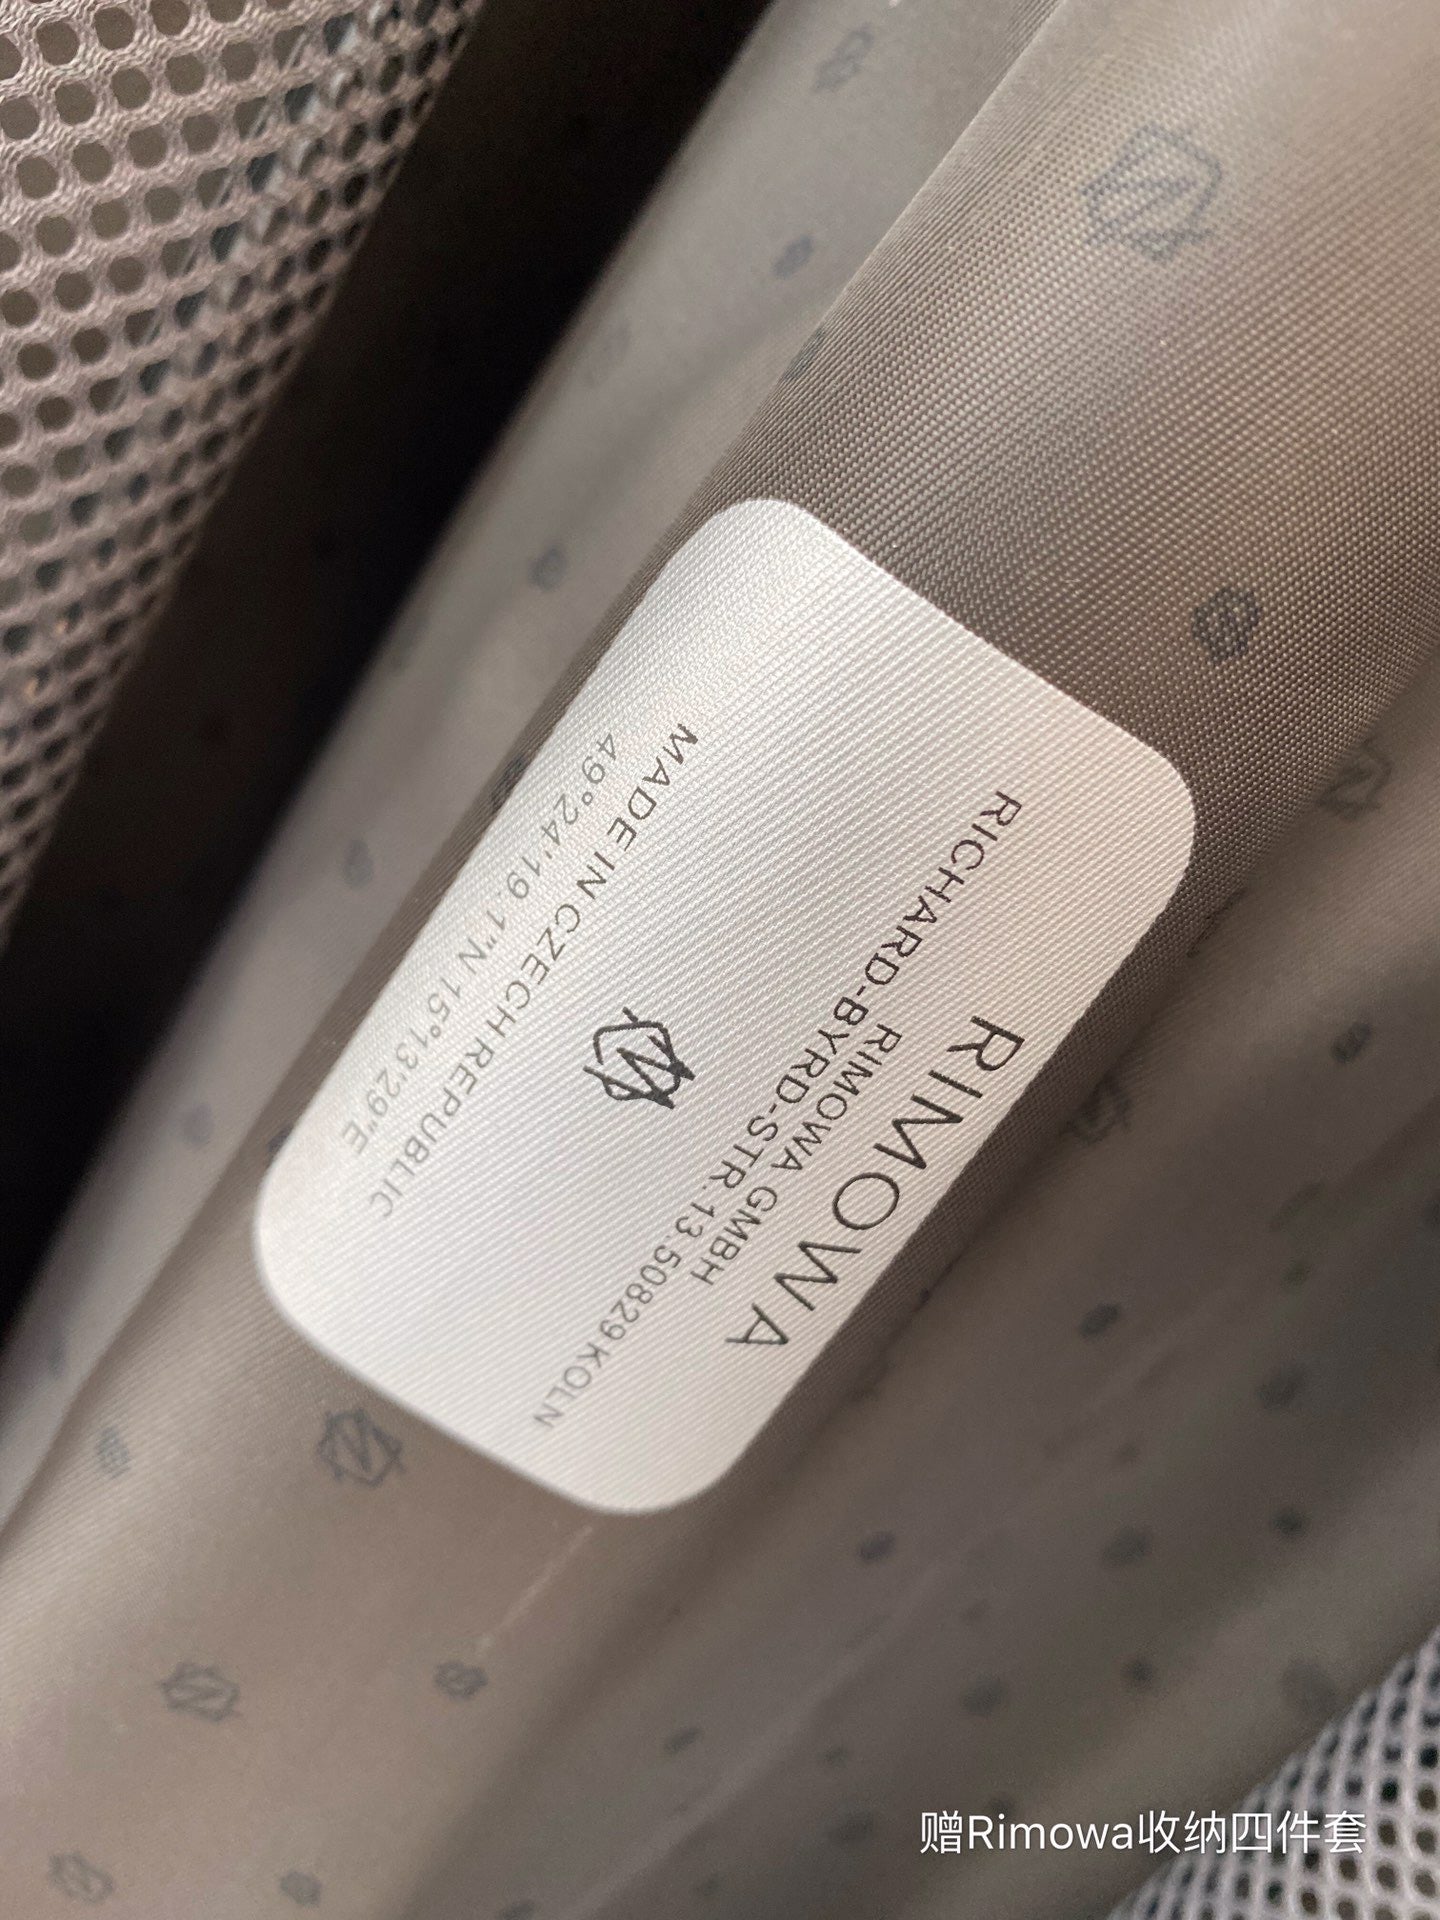 RIMOWA
RIMOWA GMBH
RICHARD-BYRD-STR.13.50829 KOLN
MADE IN CZECH REPUBLIC
49°24'19.1"N 15°13'29"E
赠Rimowa收纳四件套